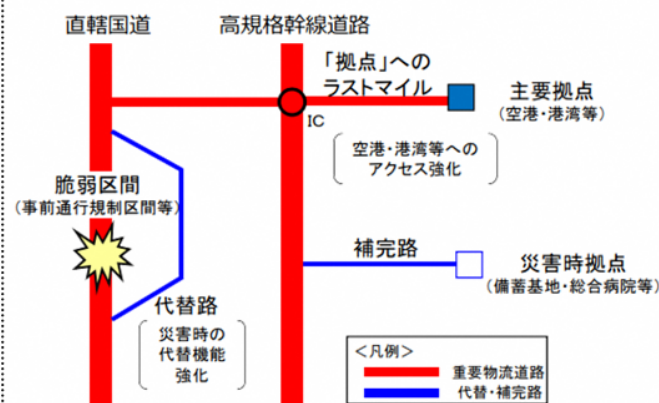 直轄国道
高規格幹線道路
「拠点」への
ラストマイル
主要拠点
(空港・港湾等)
IC
空港・港湾等への
アクセス強化
脆弱区間
(事前通行規制区間等)
補完路
災害時拠点
(備蓄基地・総合病院等)
代替路
災害時の
代替機能
強化
<凡例>
重要物流道路
代替・補完路